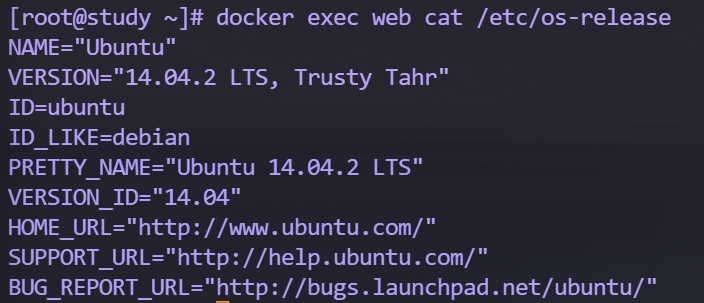 [root@study ~]# docker exec web cat /etc/os-release
NAME="Ubuntu"
VERSION="14.04.2 LTS, Trusty Tahr"
ID=ubuntu
ID_LIKE=debian
PRETTY_NAME="Ubuntu 14.04.2 LTS"
VERSION_ID="14.04"
HOME_URL="http://www.ubuntu.com/"
SUPPORT_URL="http://help.ubuntu.com/"
BUG_REPORT_URL="http://bugs.launchpad.net/ubuntu/"